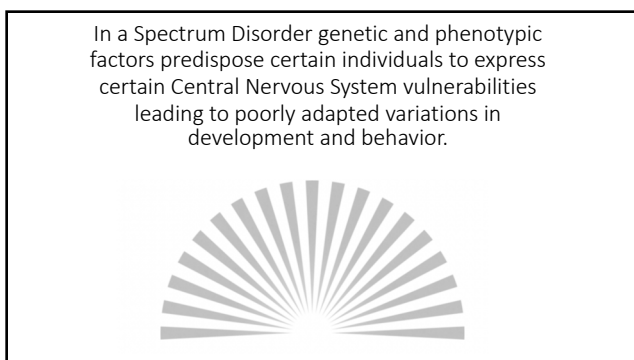 In a Spectrum Disorder genetic and phenotypic
factors predispose certain individuals to express
certain Central Nervous System vulnerabilities
leading to poorly adapted variations in
development and behavior.